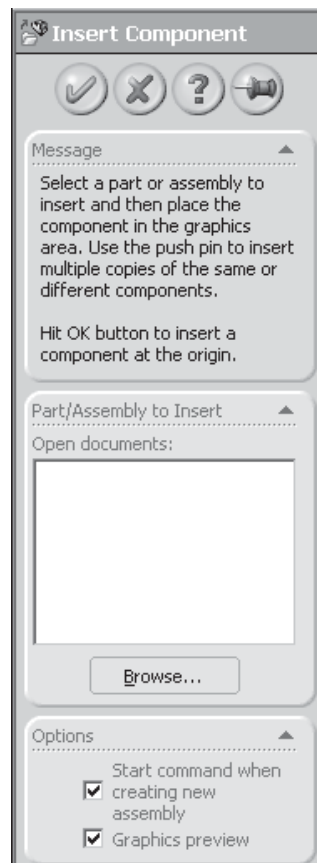 Insert Component
?
Message
Select a part or assembly to
insert and then place the
component in the graphics
area. Use the push pin to insert
multiple copies of the same or
different components.
Hit OK button to insert a
component at the origin.
Part/Assembly to Insert
Open documents:
Browse...
Options
Start command when
creating new
assembly
Graphics preview